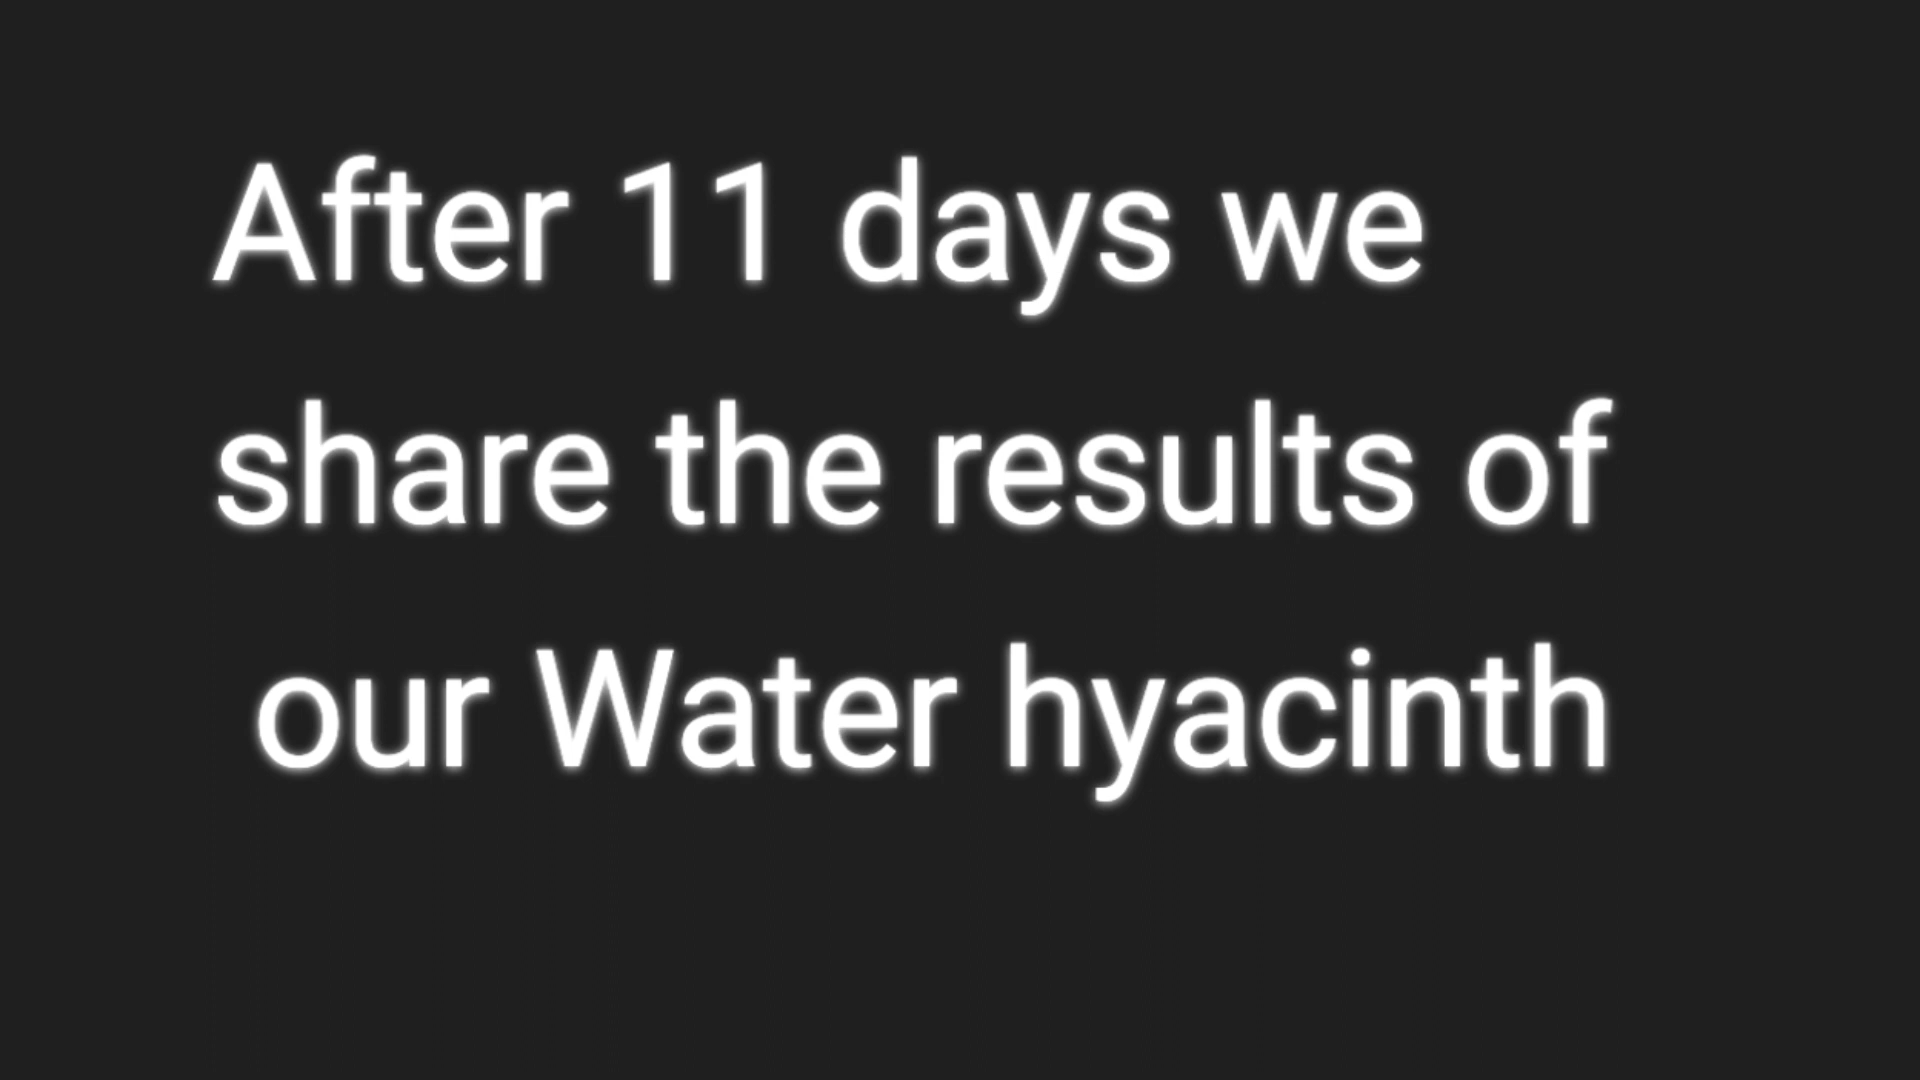 After 11 days we
share the results of
our Water hyacinth